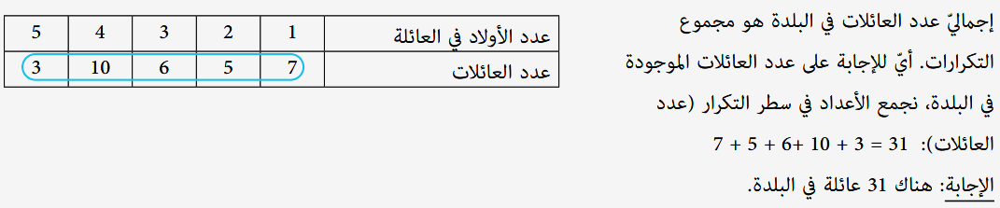 إجماليّ عدد العائلات في البلدة هو مجموع
التكرارات. أيّ للإجابة على عدد العائلات الموجودة
في البلدة، نجمع الأعداد في سطر التكرار (عدد
العائلات): 7 + 5 + 6+ 10 + 3 = 31
الإجابة: هناك 31 عائلة في البلدة.
عدد الأولاد في العائلة 1 2 3 4 5
عدد العائلات 7 5 6 10 3